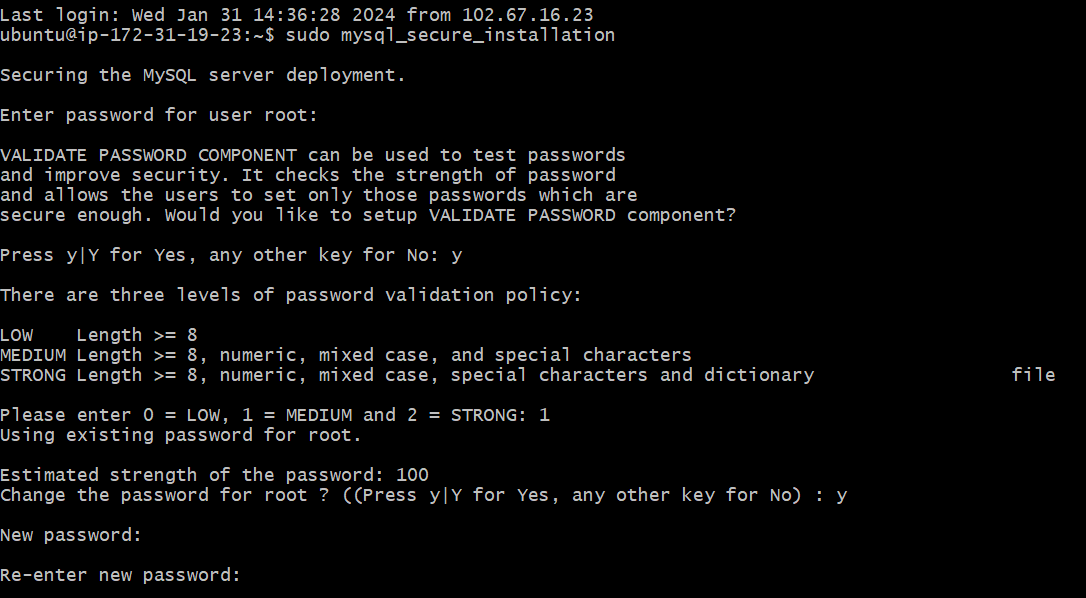 Last login: Wed Jan 31 14:36:28 2024 from 102.67.16.23
ubuntu@ip-172-31-19-23:~$ sudo mysql_secure_installation
Securing the MySQL server deployment.
Enter password for user root:
VALIDATE PASSWORD COMPONENT can be used to test passwords
and improve security. It checks the strength of password
and allows the users to set only those passwords which are
secure enough. Would you like to setup VALIDATE PASSWORD component?
Press y|Y for Yes, any other key for No: y
There are three levels of password validation policy:
LOW    Length >= 8
MEDIUM Length >= 8, numeric, mixed case, and special characters
STRONG Length >= 8, numeric, mixed case, special characters and dictionary                  file
Please enter 0 = LOW, 1 = MEDIUM and 2 = STRONG: 1
Using existing password for root.
Estimated strength of the password: 100
Change the password for root ? ((Press y|Y for Yes, any other key for No) : y
New password:
Re-enter new password: